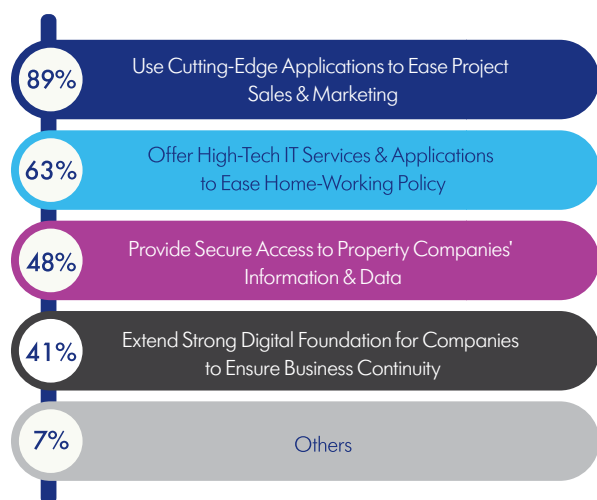 89%
Use Cutting-Edge Applications to Ease Project
Sales & Marketing
63%
Offer High-Tech IT Services & Applications
to Ease Home-Working Policy
48%
Provide Secure Access to Property Companies'
Information & Data
41%
Extend Strong Digital Foundation for Companies
to Ensure Business Continuity
7%
Others